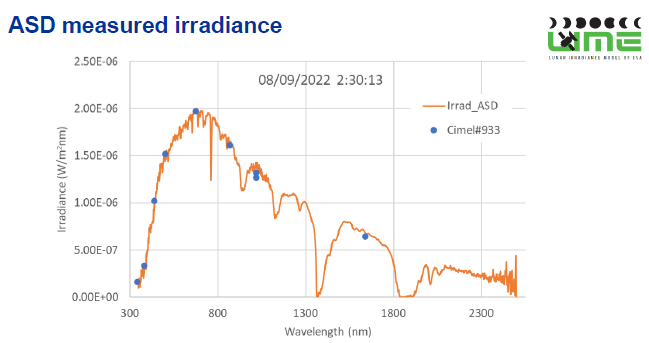 ASD measured irradiance
LIME
LUNAR IRRADIANCE MODEL OF ESA
08/09/2022 2:30:13
Irrad_ASD
Cimel#933
Irradiance (W/m²nm)
2.50E-06
2.00E-06
1.50E-06
1.00E-06
5.00E-07
0.00E+00
300 800 1300 1800 2300
Wavelength (nm)